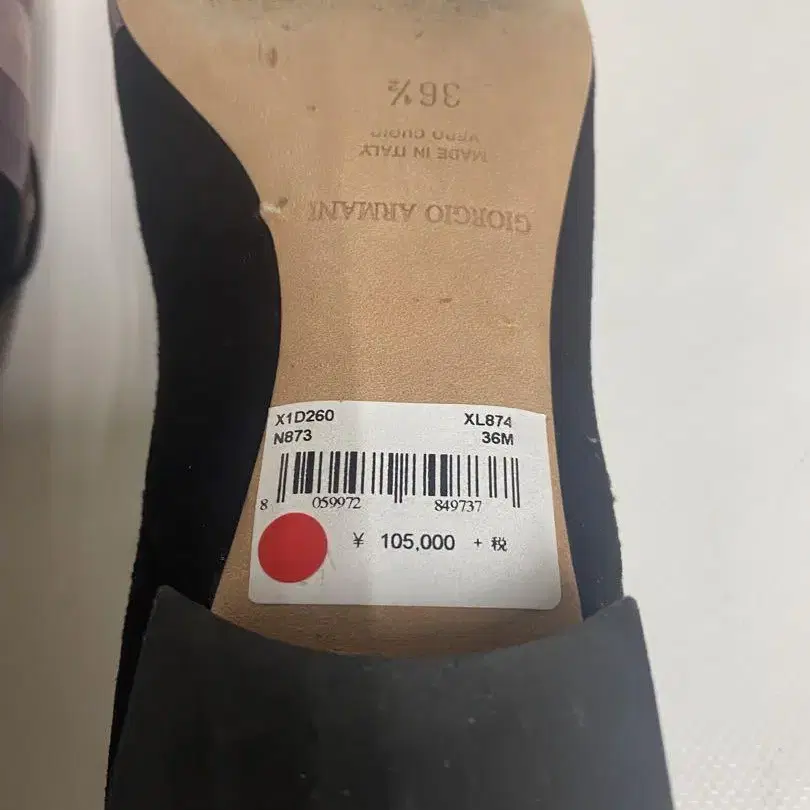 36½
VERO CUOIO
MADE IN ITALY
GIORGIO ARMANI
X1D260 XL874
N873 36M
8 059972 849737
¥ 105,000 + 税